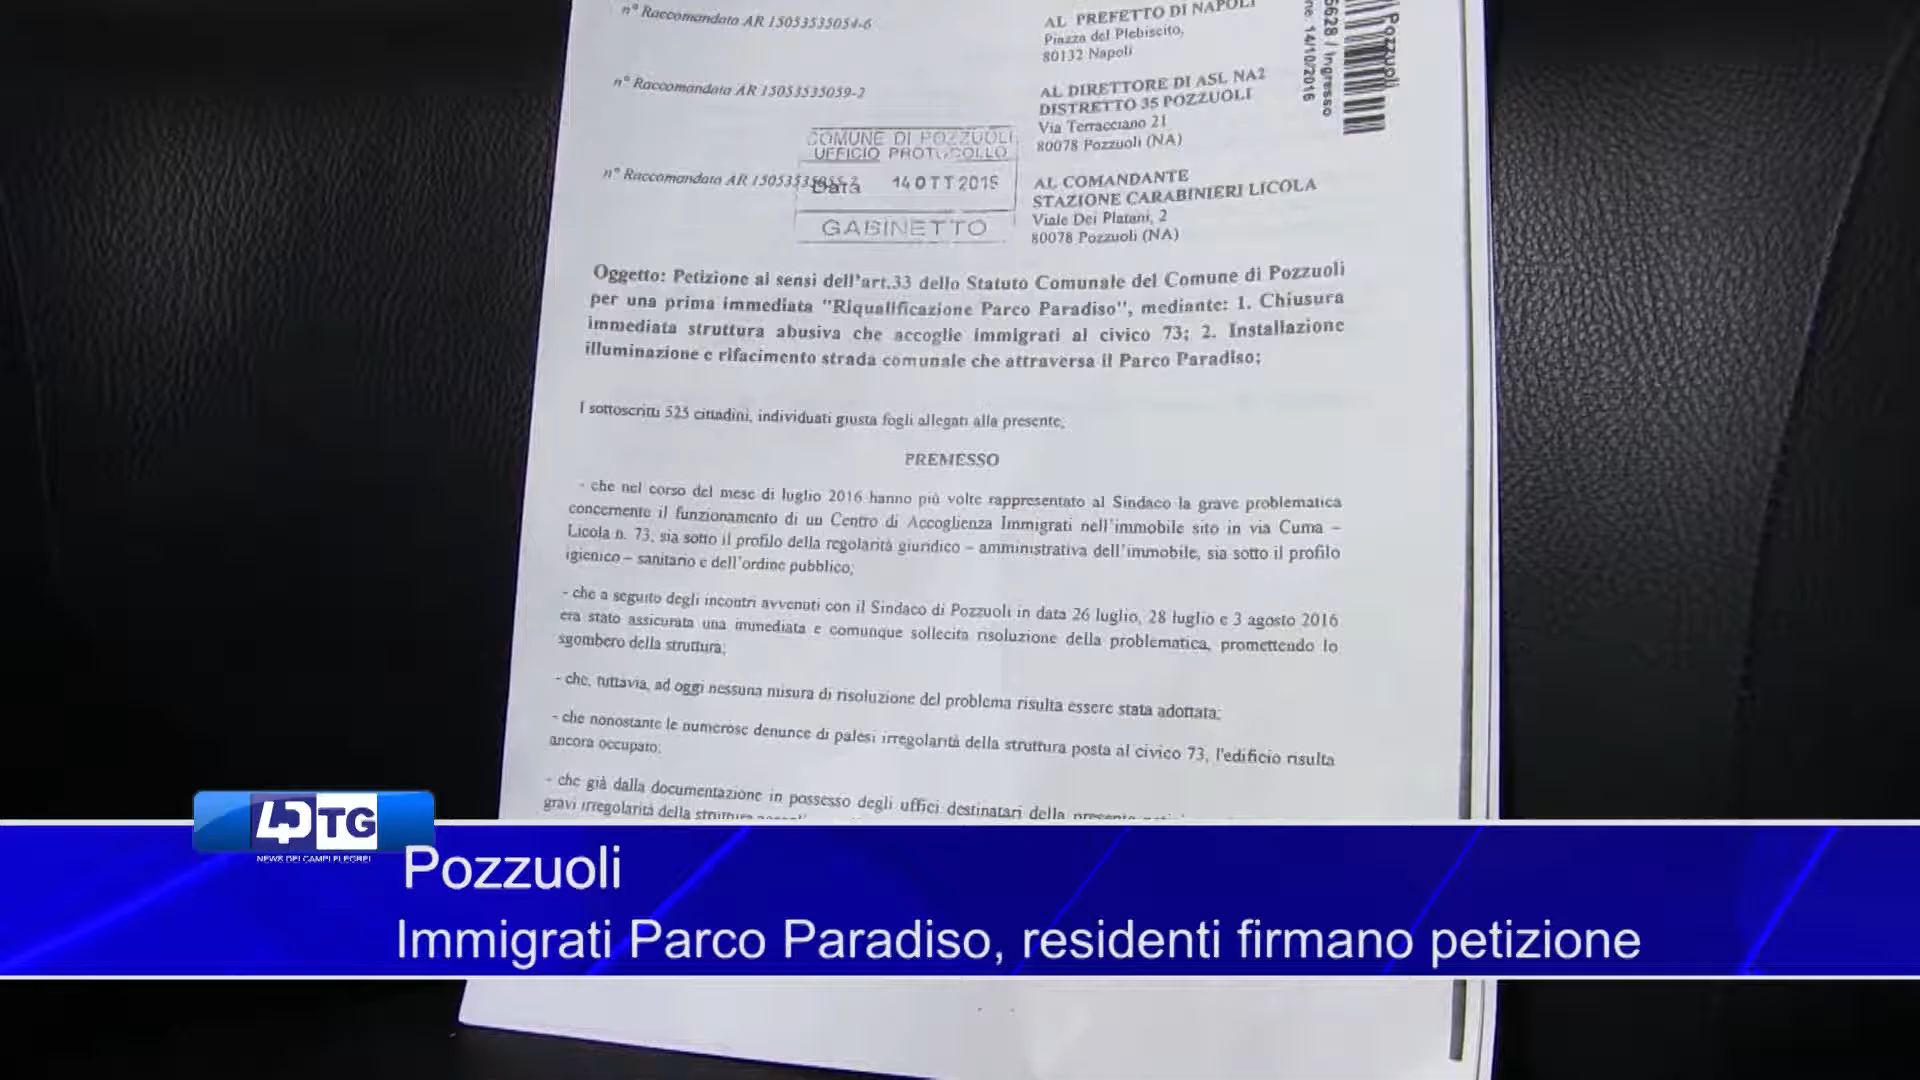 n° Raccomandata AR 15053535054-6
AL PREFETTO DI NAPOLI
Piazza del Plebiscito,
80132 Napoli
n° Raccomandata AR 15053535059-2
AL DIRETTORE DI ASL NA2
DISTRETTO 35 POZZUOLI
Via Terracciano 21
80078 Pozzuoli (NA)
COMUNE DI POZZUOLI
UFFICIO PROTOCOLLO
n° Raccomandata AR
Data 14 OTT 2016
GABINETTO
AL COMANDANTE
STAZIONE CARABINIERI LICOLA
Viale Dei Platani, 2
80078 Pozzuoli (NA)
Pozzuoli
5628 / Ingresso
14/10/2016
Oggetto: Petizione ai sensi dell'art.33 dello Statuto Comunale del Comune di Pozzuoli
per una prima immediata "Riqualificazione Parco Paradiso", mediante: 1. Chiusura
immediata struttura abusiva che accoglie immigrati al civico 73; 2. Installazione
illuminazione e rifacimento strada comunale che attraversa il Parco Paradiso;
I sottoscritti 525 cittadini, individuati giusta fogli allegati alla presente,
PREMESSO
- che nel corso del mese di luglio 2016 hanno più volte rappresentato al Sindaco la grave problematica
concernente il funzionamento di un Centro di Accoglienza Immigrati nell'immobile sito in via Cuma –
Licola n. 73, sia sotto il profilo della regolarità giuridico – amministrativa dell'immobile, sia sotto il profilo
igienico – sanitario e dell'ordine pubblico;
- che a seguito degli incontri avvenuti con il Sindaco di Pozzuoli in data 26 luglio, 28 luglio e 3 agosto 2016
era stato assicurata una immediata e comunque sollecita risoluzione della problematica, promettendo lo
sgombero della struttura;
- che, tuttavia, ad oggi nessuna misura di risoluzione del problema risulta essere stata adottata;
- che nonostante le numerose denunce di palesi irregolarità della struttura posta al civico 73, l'edificio risulta
ancora occupato;
- che già dalla documentazione in possesso degli uffici destinatari della presente
gravi irregolarità della struttura
4D TG
NEWS DEI CAMPI FLEGREI
Pozzuoli
Immigrati Parco Paradiso, residenti firmano petizione